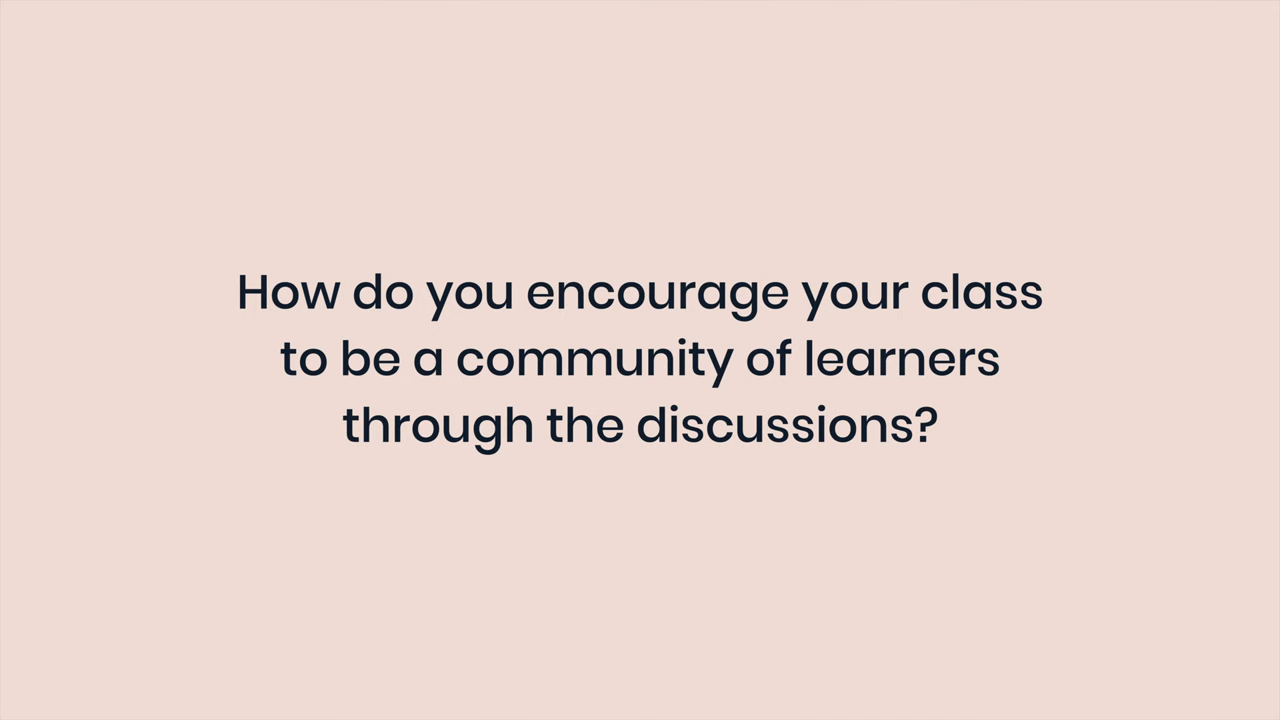 How do you encourage your class
to be a community of learners
through the discussions?